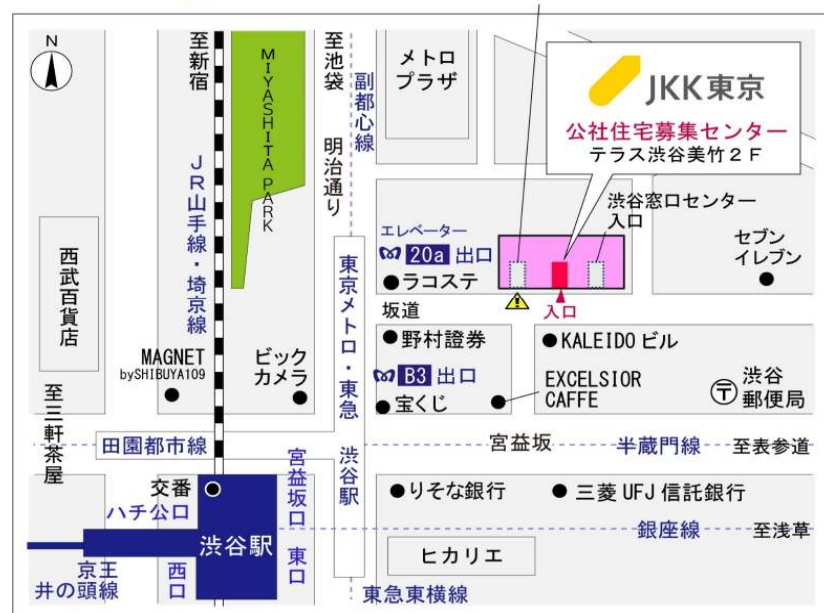 N
至新宿
MIYASHITA PARK
至池袋
副都心線
明治通り
メトロ
プラザ
JKK東京
公社住宅募集センター
テラス渋谷美竹2F
JR山手線・埼京線
西武百貨店
エレベーター
20a 出口
ラコステ
渋谷窓口センター
入口
入口
セブン
イレブン
坂道
東京メトロ・東急
渋谷駅
野村證券
KALEIDO ビル
MAGNET
bySHIBUYA109
ビック
カメラ
B3 出口
宝くじ
EXCELSIOR
CAFFE
〒
渋谷
郵便局
至三軒茶屋
田園都市線
宮益坂
半蔵門線
至表参道
交番
ハチ公口
宮益坂口
りそな銀行
三菱UFJ信託銀行
渋谷駅
銀座線
至浅草
京王
井の頭線
西口
東口
ヒカリエ
東急東横線